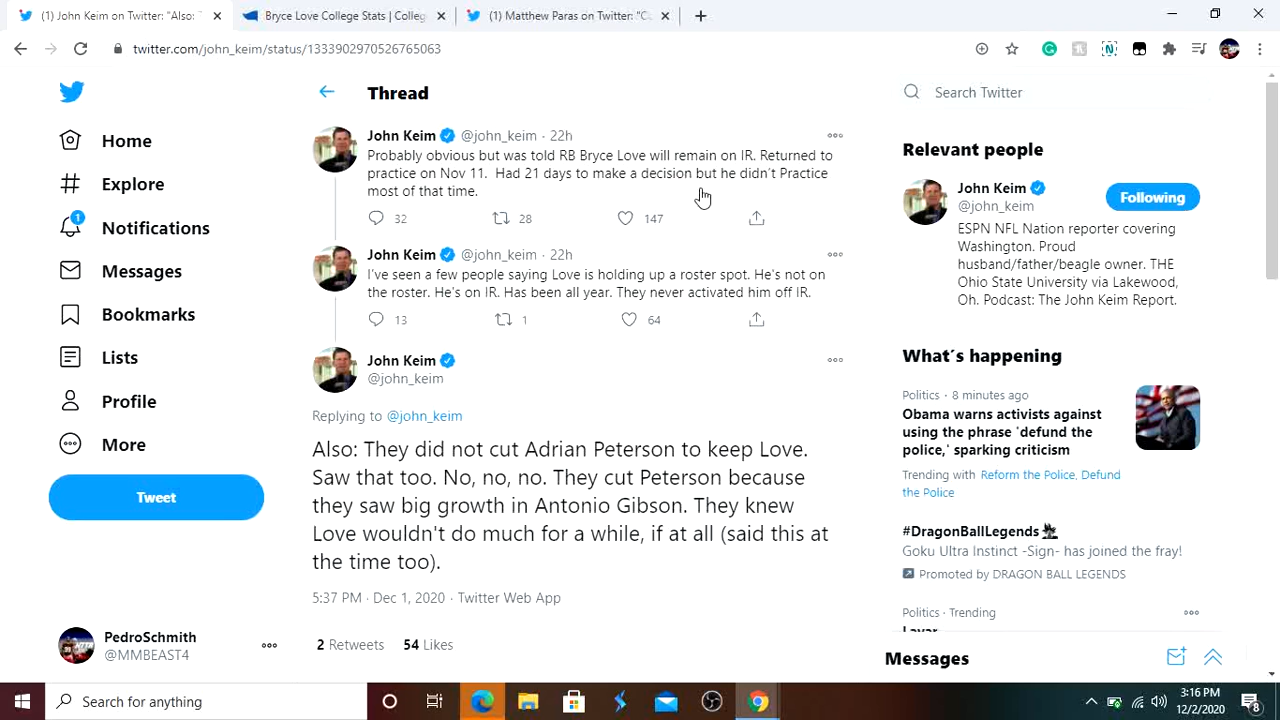 (1) John Keim on Twitter: "Also:
Bryce Love College Stats | Colleg
(1) Matthew Paras on Twitter: "Co
twitter.com/john_keim/status/1333902970526765063
Thread
Search Twitter
Home
Explore
1
Notifications
Messages
Bookmarks
Lists
Profile
More
Tweet
PedroSchmith
@MMBEAST4
John Keim @john_keim · 22h
Probably obvious but was told RB Bryce Love will remain on IR. Returned to
practice on Nov 11. Had 21 days to make a decision but he didn´t Practice
most of that time.
32 28 147
John Keim @john_keim · 22h
I've seen a few people saying Love is holding up a roster spot. He's not on
the roster. He's on IR. Has been all year. They never activated him off IR.
13 1 64
John Keim
@john_keim
Replying to @john_keim
Also: They did not cut Adrian Peterson to keep Love.
Saw that too. No, no, no. They cut Peterson because
they saw big growth in Antonio Gibson. They knew
Love wouldn't do much for a while, if at all (said this at
the time too).
5:37 PM · Dec 1, 2020 · Twitter Web App
2 Retweets 54 Likes
Relevant people
John Keim
@john_keim
Following
ESPN NFL Nation reporter covering
Washington. Proud
husband/father/beagle owner. THE
Ohio State University via Lakewood,
Oh. Podcast: The John Keim Report.
What´s happening
Politics · 8 minutes ago
Obama warns activists against
using the phrase 'defund the
police,' sparking criticism
Trending with Reform the Police, Defund
the Police
#DragonBallLegends
Goku Ultra Instinct -Sign- has joined the fray!
Promoted by DRAGON BALL LEGENDS
Politics · Trending
Messages
Search for anything
3:16 PM
12/2/2020
8